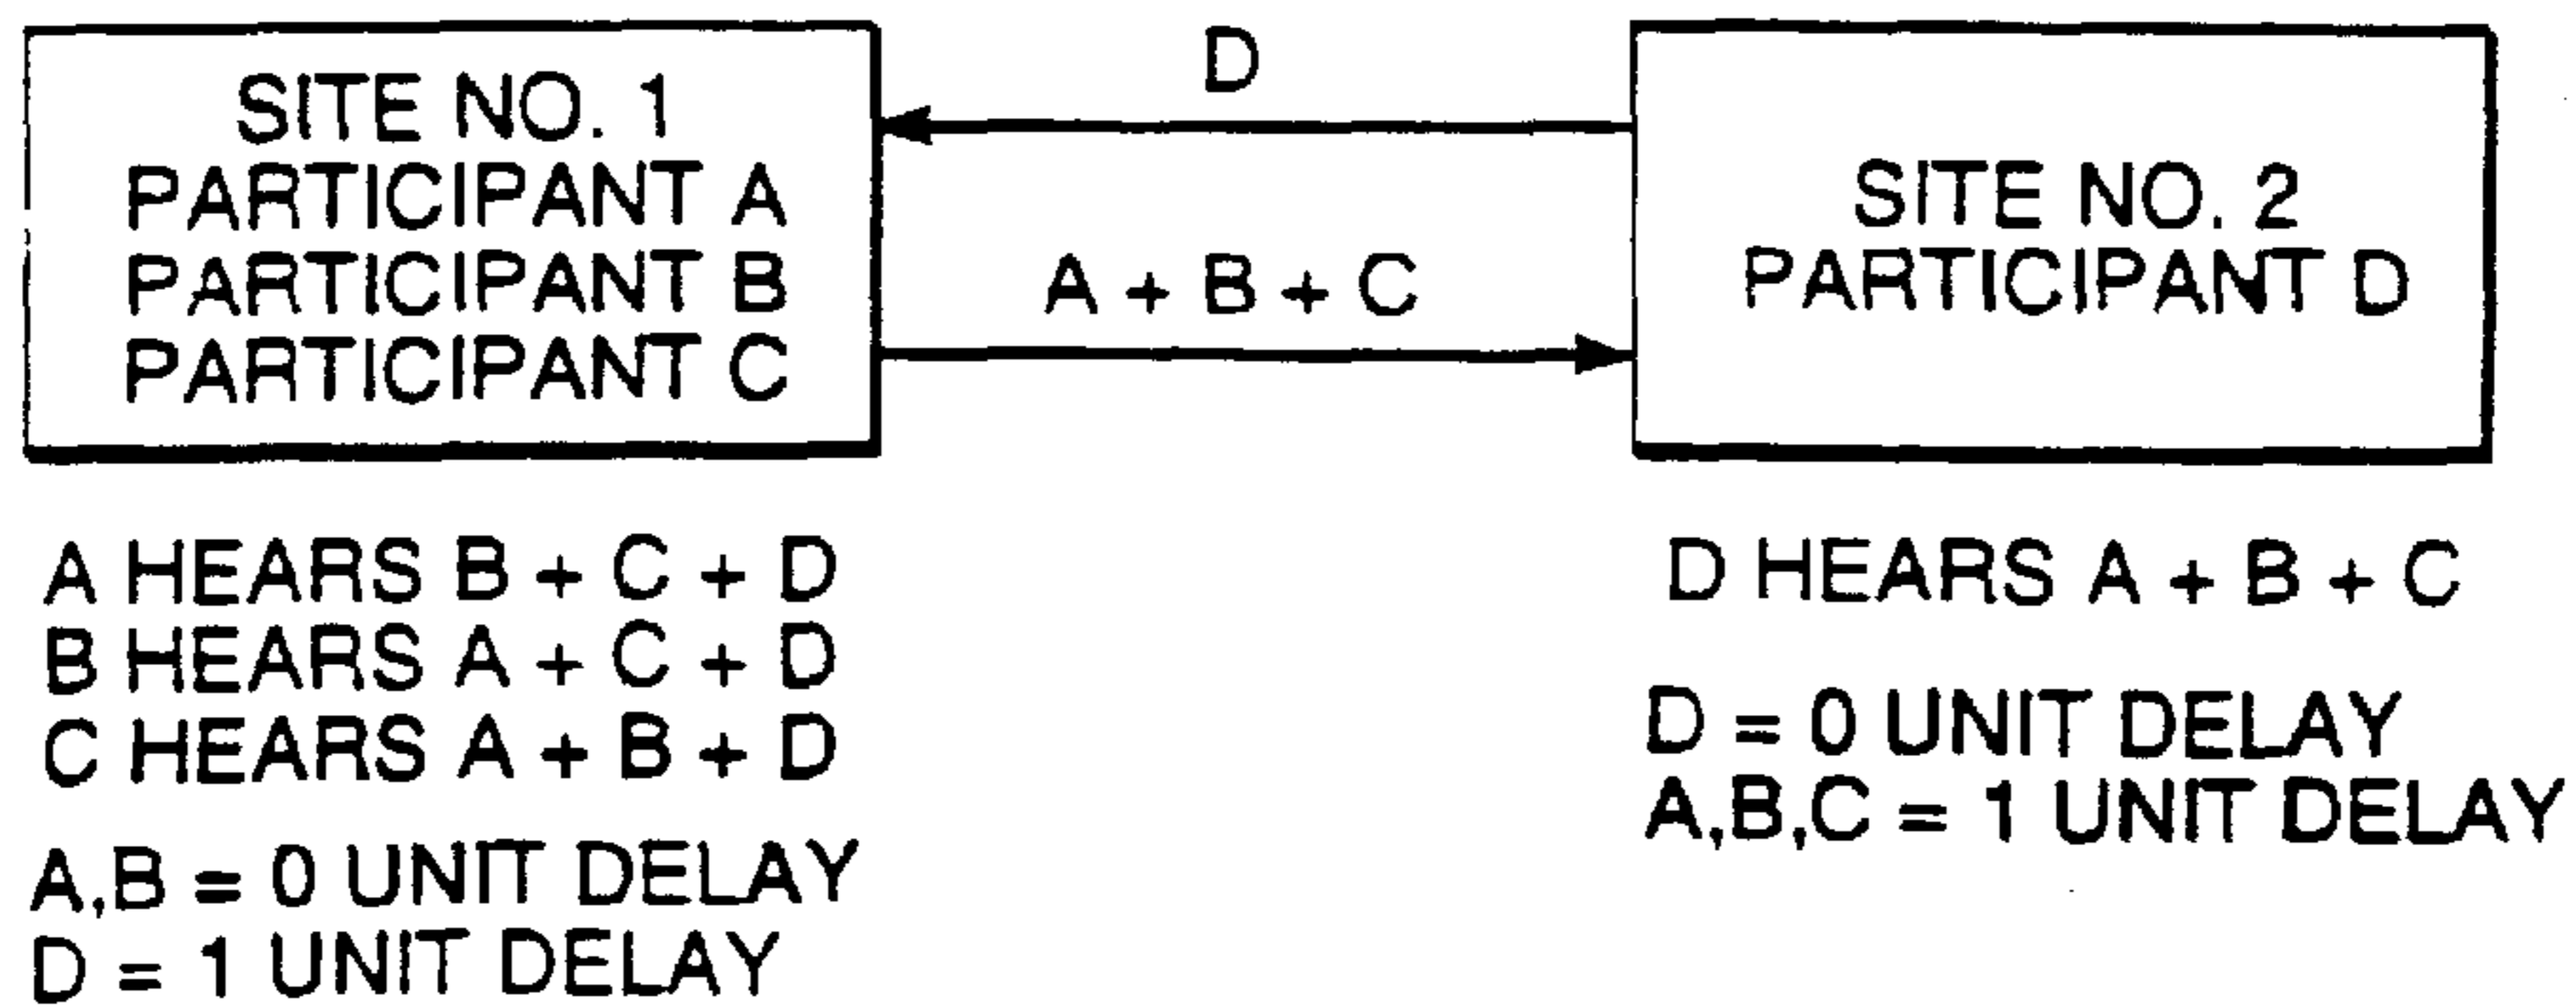 SITE NO. 1
PARTICIPANT A
PARTICIPANT B
PARTICIPANT C
D
A + B + C
SITE NO. 2
PARTICIPANT D
A HEARS B + C + D
B HEARS A + C + D
C HEARS A + B + D
A,B = 0 UNIT DELAY
D = 1 UNIT DELAY
D HEARS A + B + C
D = 0 UNIT DELAY
A,B,C = 1 UNIT DELAY